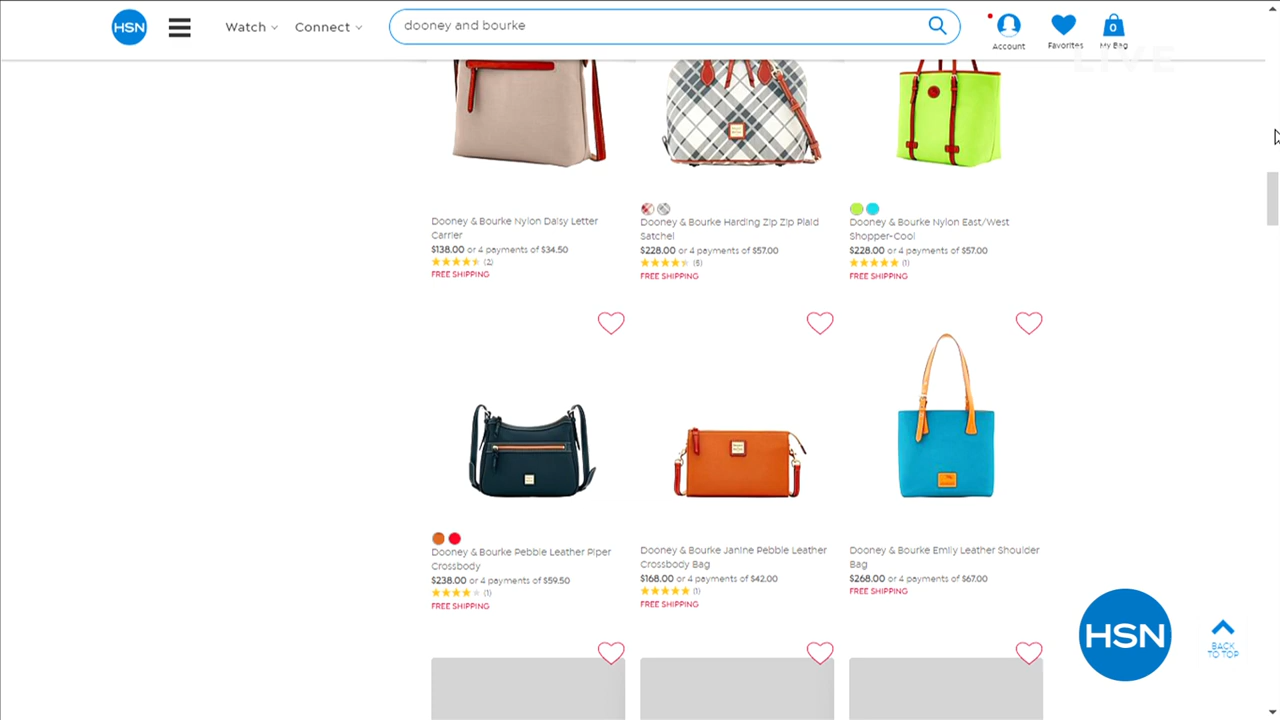 HSN
Watch
Connect
dooney and bourke
Account
Favorites
0
My Bag
LIVE
Dooney & Bourke Nylon Daisy Letter
Carrier
$138.00 or 4 payments of $34.50
(2)
FREE SHIPPING
Dooney & Bourke Harding Zip Zip Plaid
Satchel
$228.00 or 4 payments of $57.00
(5)
FREE SHIPPING
Dooney & Bourke Nylon East/West
Shopper-Cool
$228.00 or 4 payments of $57.00
(1)
FREE SHIPPING
Dooney & Bourke Pebble Leather Piper
Crossbody
$238.00 or 4 payments of $59.50
(1)
FREE SHIPPING
Dooney & Bourke Janine Pebble Leather
Crossbody Bag
$168.00 or 4 payments of $42.00
(1)
FREE SHIPPING
Dooney & Bourke Emily Leather Shoulder
Bag
$268.00 or 4 payments of $67.00
FREE SHIPPING
HSN
BACK
TO TOP